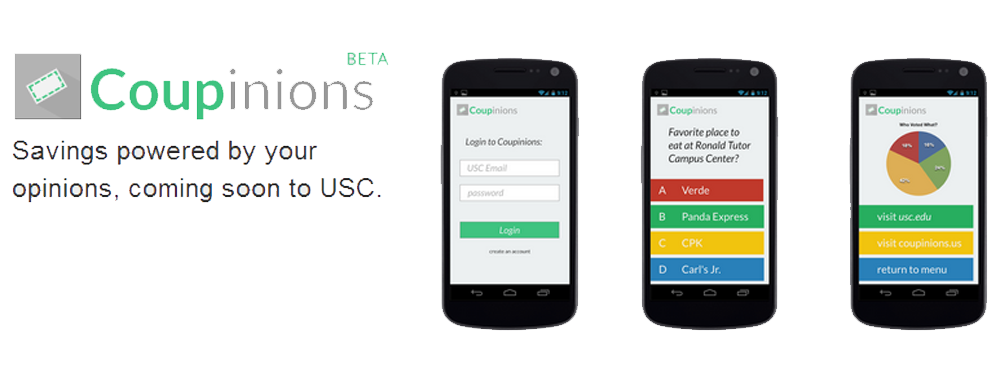 BETA
Coupinions
Savings powered by your
opinions, coming soon to USC.
9:12
Coupinions
Login to Coupinions:
USC Email
password
Login
create an account
9:12
Coupinions
Favorite place to
eat at Ronald Tutor
Campus Center?
A Verde
B Panda Express
C CPK
D Carl's Jr.
9:12
Coupinions
Who Voted What?
42%
visit usc.edu
visit coupinions.us
return to menu